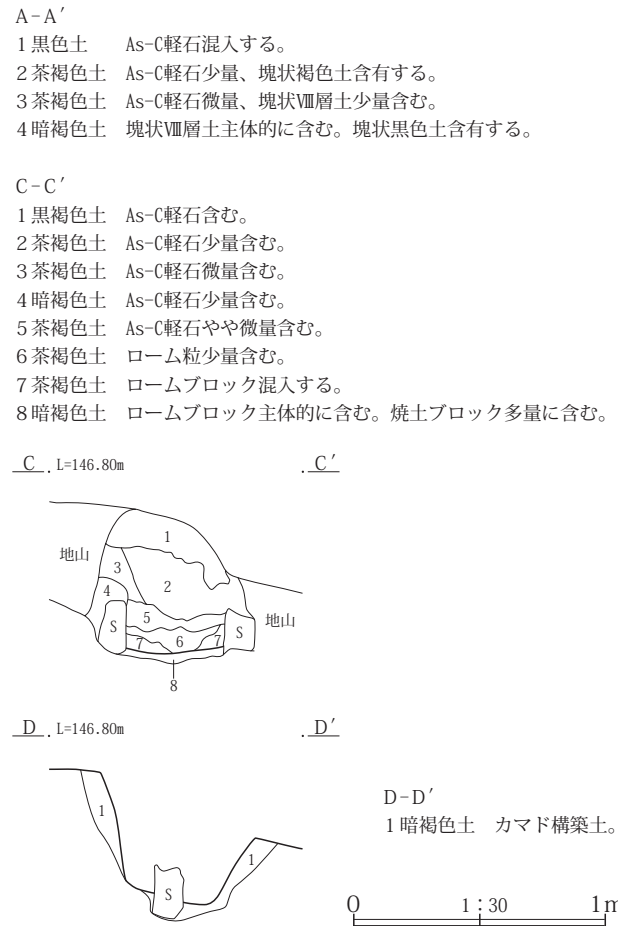 A-A′
1 黒色土　As-C軽石混入する。
2 茶褐色土　As-C軽石少量、塊状褐色土含有する。
3 茶褐色土　As-C軽石微量、塊状Ⅷ層土少量含む。
4 暗褐色土　塊状Ⅷ層土主体的に含む。塊状黒色土含有する。
C-C′
1 黒褐色土　As-C軽石含む。
2 茶褐色土　As-C軽石少量含む。
3 茶褐色土　As-C軽石微量含む。
4 暗褐色土　As-C軽石少量含む。
5 茶褐色土　As-C軽石やや微量含む。
6 茶褐色土　ローム粒少量含む。
7 茶褐色土　ロームブロック混入する。
8 暗褐色土　ロームブロック主体的に含む。焼土ブロック多量に含む。
C . L=146.80m . C′
1
地山
3
2
4
5
S
地山
S
7 6 7
8
D . L=146.80m . D′
D-D′
1 暗褐色土　カマド構築土。
1
1
S
0 1:30 1m